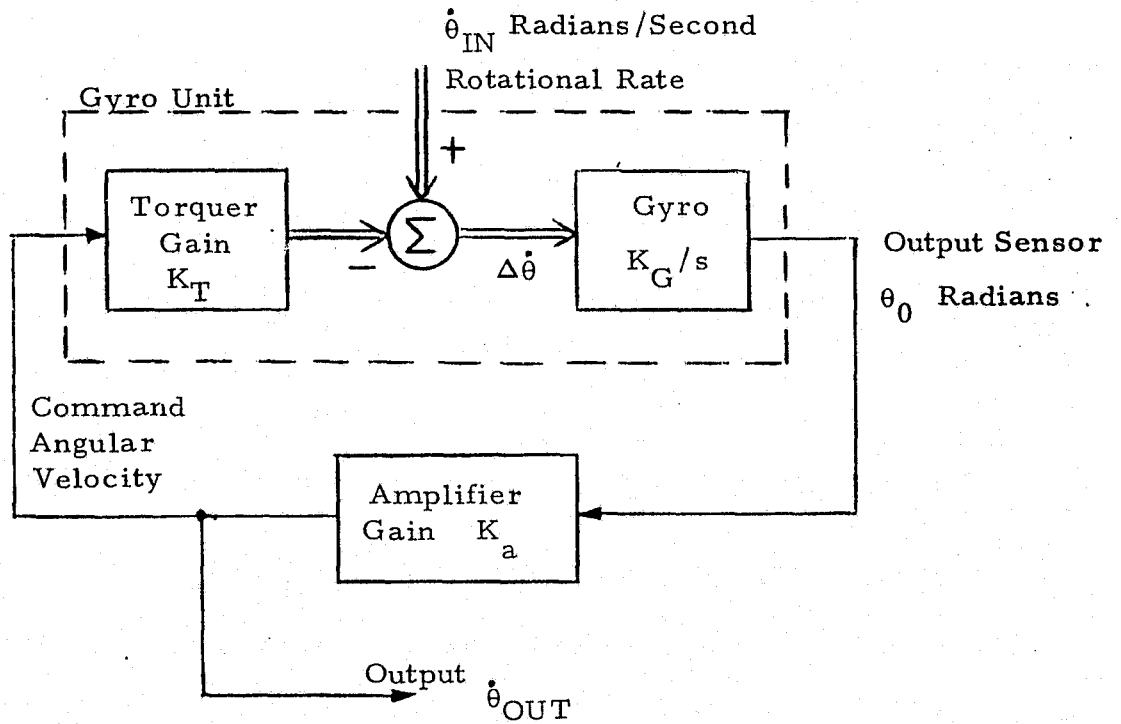 θ̇IN Radians/Second
Rotational Rate
Gyro Unit
+
Torquer
Gain
KT
−
Σ
Δθ̇
Gyro
KG/s
Output Sensor
θ0 Radians
Command
Angular
Velocity
Amplifier
Gain Ka
Output θ̇OUT